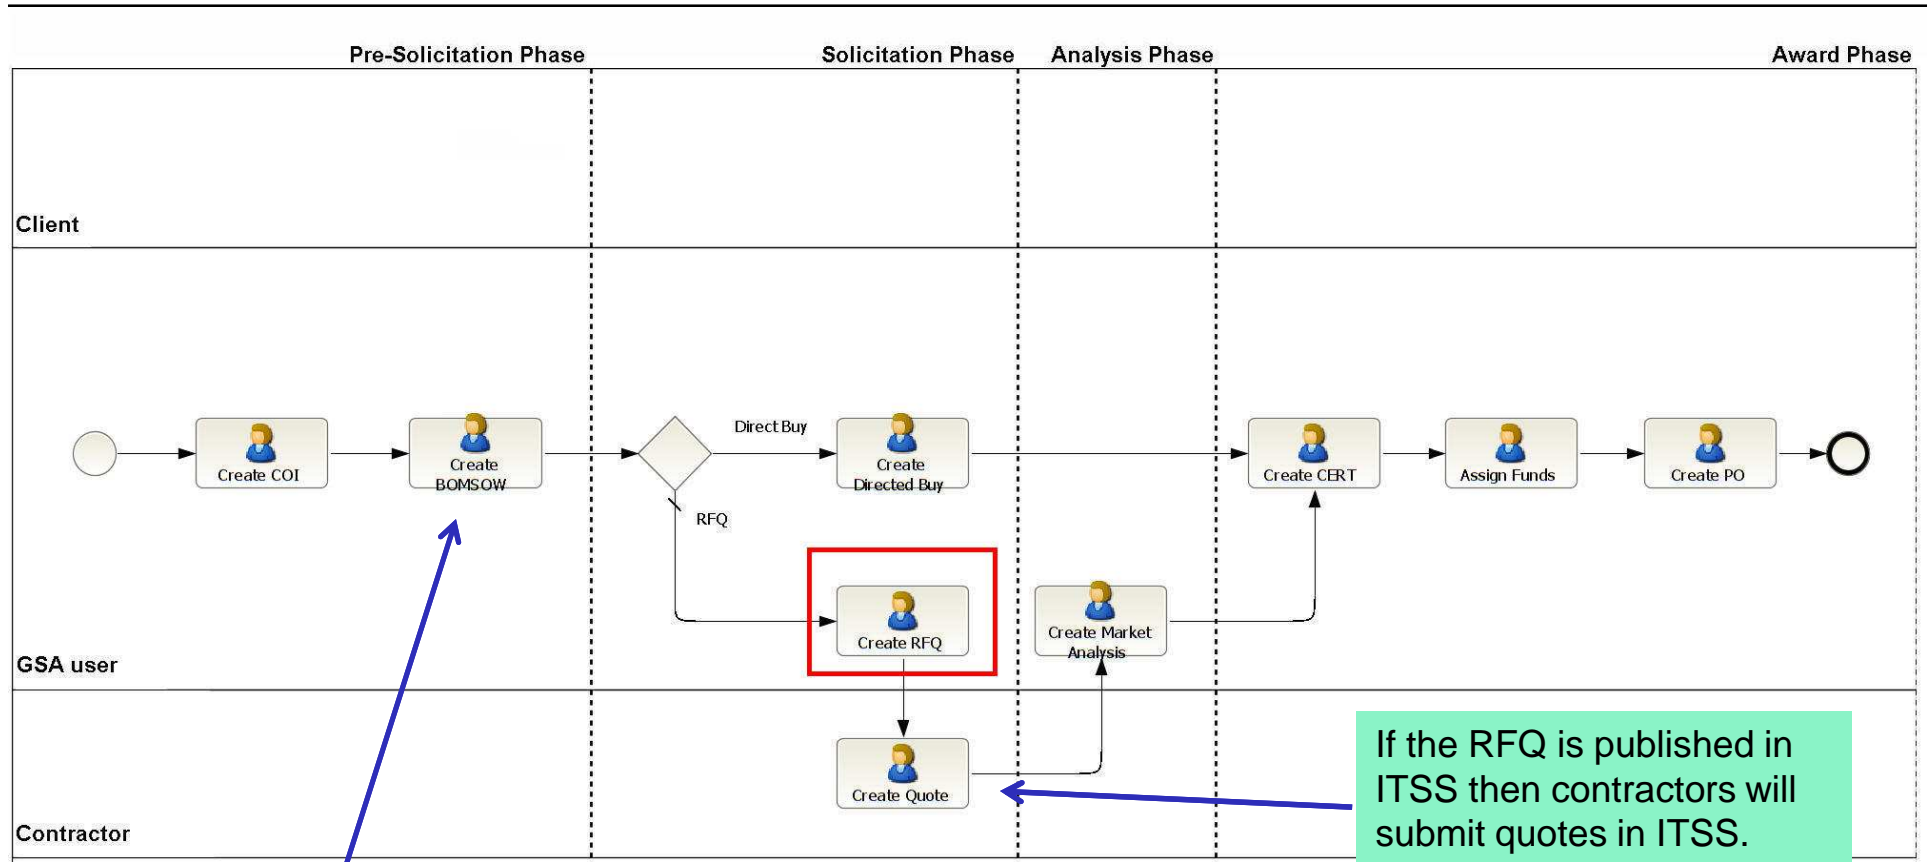 Pre-Solicitation Phase
Solicitation Phase
Analysis Phase
Award Phase
Client
Create COI
Create
BOMSOW
Direct Buy
RFQ
Create
Directed Buy
Create CERT
Assign Funds
Create PO
Create RFQ
Create Market
Analysis
GSA user
Create Quote
If the RFQ is published in
ITSS then contractors will
submit quotes in ITSS.
Contractor